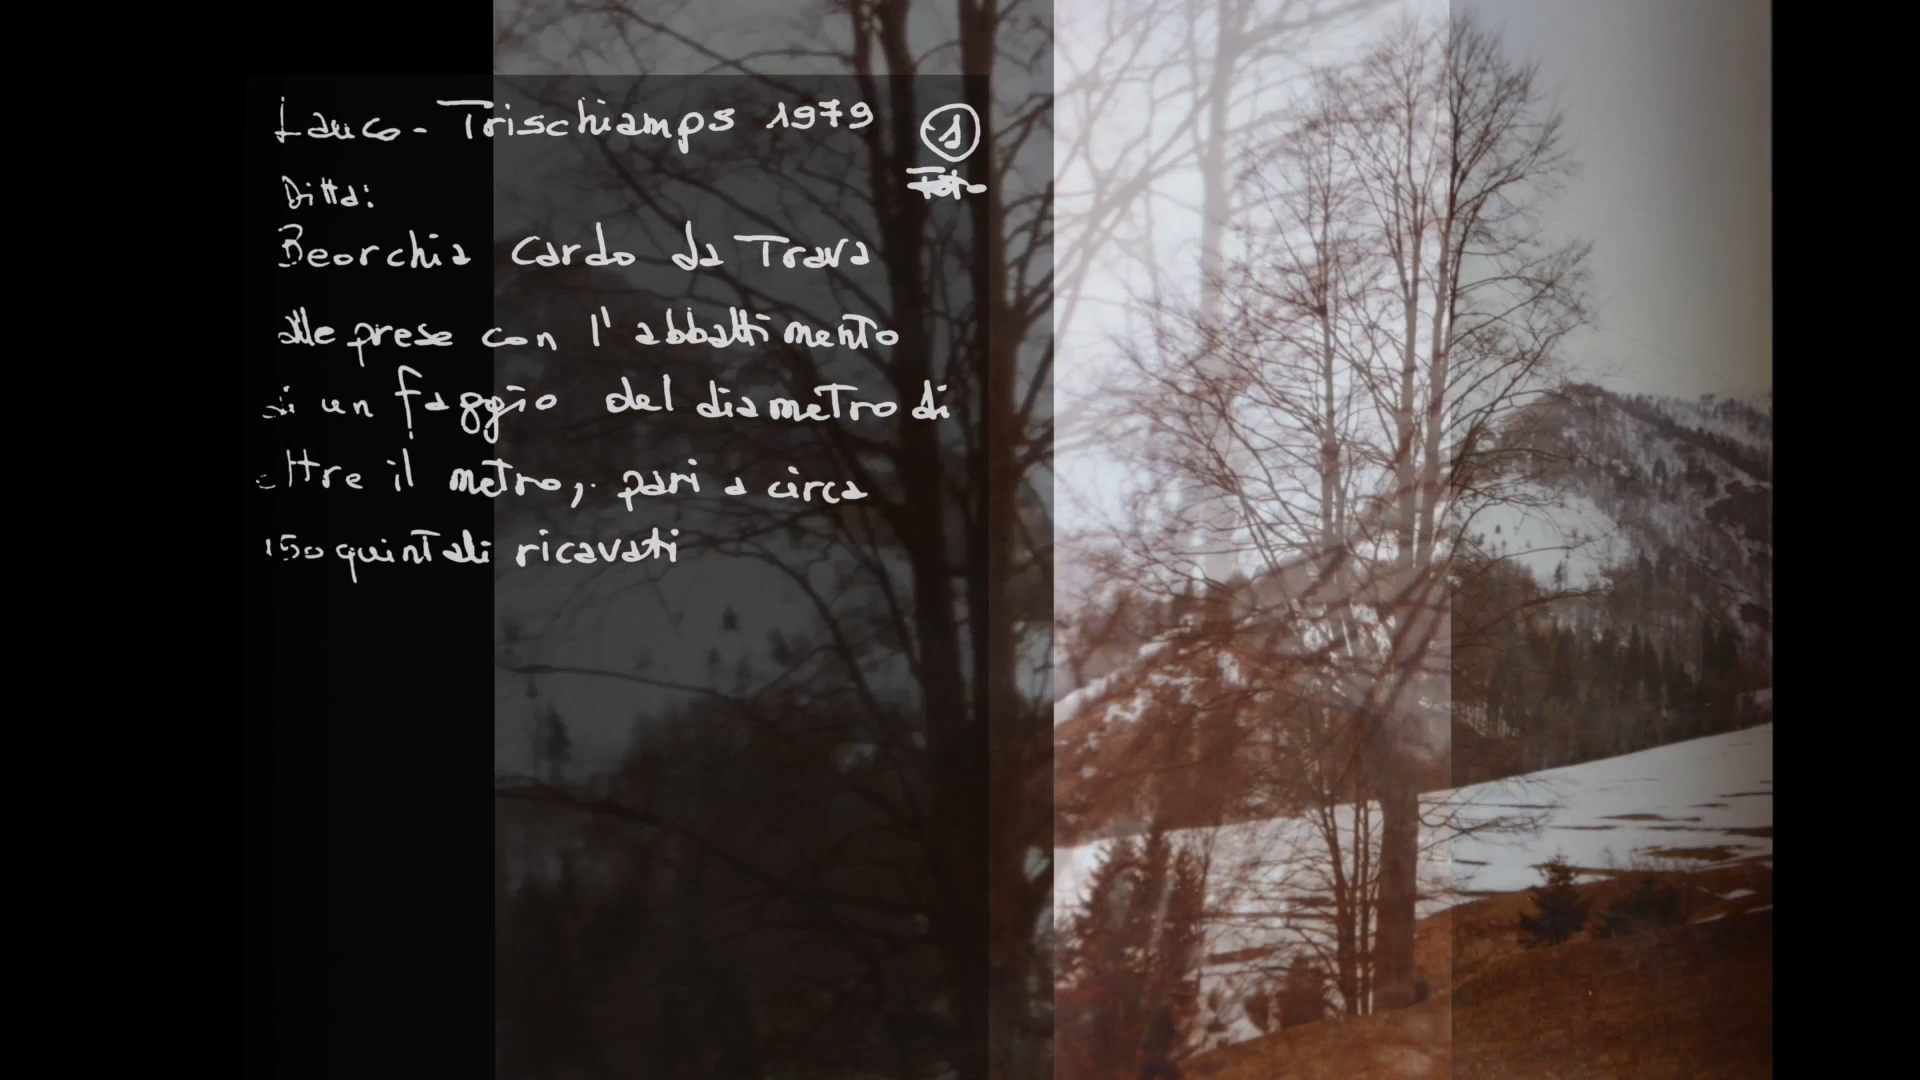 Lauco - Trischiamps 1979
1
Ditta:
Beorchia Cardo da Trava
alle prese con l'abbattimento
di un faggio del diametro di
oltre il metro, pari a circa
150 quintali ricavati